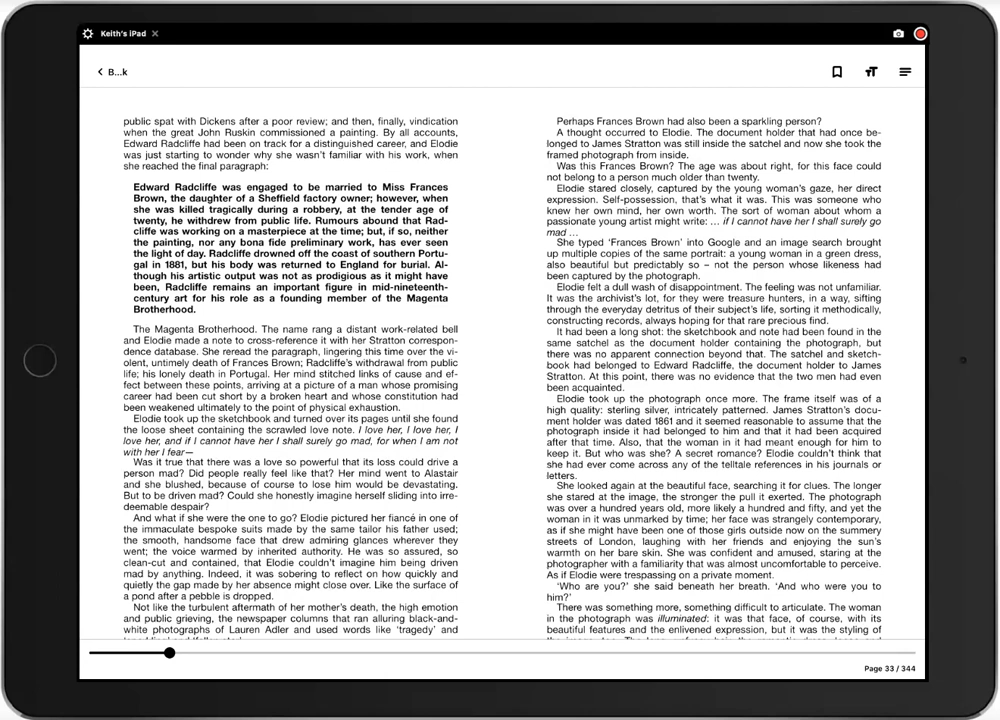 Keith's iPad
B...k
public spat with Dickens after a poor review; and then, finally, vindication
when the great John Ruskin commissioned a painting. By all accounts,
Edward Radcliffe had been on track for a distinguished career, and Elodie
was just starting to wonder why she wasn't familiar with his work, when
she reached the final paragraph:
Edward Radcliffe was engaged to be married to Miss Frances
Brown, the daughter of a Sheffield factory owner; however, when
she was killed tragically during a robbery, at the tender age of
twenty, he withdrew from public life. Rumours abound that Rad-
cliffe was working on a masterpiece at the time; but, if so, neither
the painting, nor any bona fide preliminary work, has ever seen
the light of day. Radcliffe drowned off the coast of southern Portu-
gal in 1881, but his body was returned to England for burial. Al-
though his artistic output was not as prodigious as it might have
been, Radcliffe remains an important figure in mid-nineteenth-
century art for his role as a founding member of the Magenta
Brotherhood.
The Magenta Brotherhood. The name rang a distant work-related bell
and Elodie made a note to cross-reference it with her Stratton correspon-
dence database. She reread the paragraph, lingering this time over the vi-
olent, untimely death of Frances Brown; Radcliffe's withdrawal from public
life; his lonely death in Portugal. Her mind stitched links of cause and ef-
fect between these points, arriving at a picture of a man whose promising
career had been cut short by a broken heart and whose constitution had
been weakened ultimately to the point of physical exhaustion.
Elodie took up the sketchbook and turned over its pages until she found
the loose sheet containing the scrawled love note. I love her, I love her, I
love her, and if I cannot have her I shall surely go mad, for when I am not
with her I fear—
Was it true that there was a love so powerful that its loss could drive a
person mad? Did people really feel like that? Her mind went to Alastair
and she blushed, because of course to lose him would be devastating.
But to be driven mad? Could she honestly imagine herself sliding into irre-
deemable despair?
And what if she were the one to go? Elodie pictured her fiancé in one of
the immaculate bespoke suits made by the same tailor his father used;
the smooth, handsome face that drew admiring glances wherever they
went; the voice warmed by inherited authority. He was so assured, so
clean-cut and contained, that Elodie couldn't imagine him being driven
mad by anything. Indeed, it was sobering to reflect on how quickly and
quietly the gap made by her absence might close over. Like the surface of
a pond after a pebble is dropped.
Not like the turbulent aftermath of her mother's death, the high emotion
and public grieving, the newspaper columns that ran alluring black-and-
white photographs of Lauren Adler and used words like 'tragedy' and
Perhaps Frances Brown had also been a sparkling person?
A thought occurred to Elodie. The document holder that had once be-
longed to James Stratton was still inside the satchel and now she took the
framed photograph from inside.
Was this Frances Brown? The age was about right, for this face could
not belong to a person much older than twenty.
Elodie stared closely, captured by the young woman's gaze, her direct
expression. Self-possession, that's what it was. This was someone who
knew her own mind, her own worth. The sort of woman about whom a
passionate young artist might write: ... if I cannot have her I shall surely go
mad ...
She typed 'Frances Brown' into Google and an image search brought
up multiple copies of the same portrait: a young woman in a green dress,
also beautiful but predictably so – not the person whose likeness had
been captured by the photograph.
Elodie felt a dull wash of disappointment. The feeling was not unfamiliar.
It was the archivist's lot, for they were treasure hunters, in a way, sifting
through the everyday detritus of their subject's life, sorting it methodically,
constructing records, always hoping for that are precious find.
It had been a long shot: the sketchbook and note had been found in the
same satchel as the document holder containing the photograph, but
there was no apparent connection beyond that. The satchel and sketch-
book had belonged to Edward Radcliffe, the document holder to James
Stratton. At this point, there was no evidence that the two men had even
been acquainted.
Elodie took up the photograph once more. The frame itself was of a
high quality: sterling silver, intricately patterned. James Stratton's docu-
ment holder was dated 1861 and it seemed reasonable to assume that the
photograph inside it had belonged to him and that it had been acquired
after that time. Also, that the woman in it had meant enough for him to
keep it. But who was she? A secret romance? Elodie couldn't think that
she had ever come across any of the telltale references in his journals or
letters.
She looked again at the beautiful face, searching it for clues. The longer
she stared at the image, the stronger the pull it exerted. The photograph
was over a hundred years old, more likely a hundred and fifty, and yet the
woman in it was unmarked by time; her face was strangely contemporary,
as if she might have been one of those girls outside now on the summery
streets of London, laughing with her friends and enjoying the sun's
warmth on her bare skin. She was confident and amused, staring at the
photographer with a familiarity that was almost uncomfortable to perceive.
As if Elodie were trespassing on a private moment.
'Who are you?' she said beneath her breath. 'And who were you to
him?'
There was something more, something difficult to articulate. The woman
in the photograph was illuminated: it was that face, of course, with its
beautiful features and the enlivened expression, but it was the styling of
Page 33 / 344